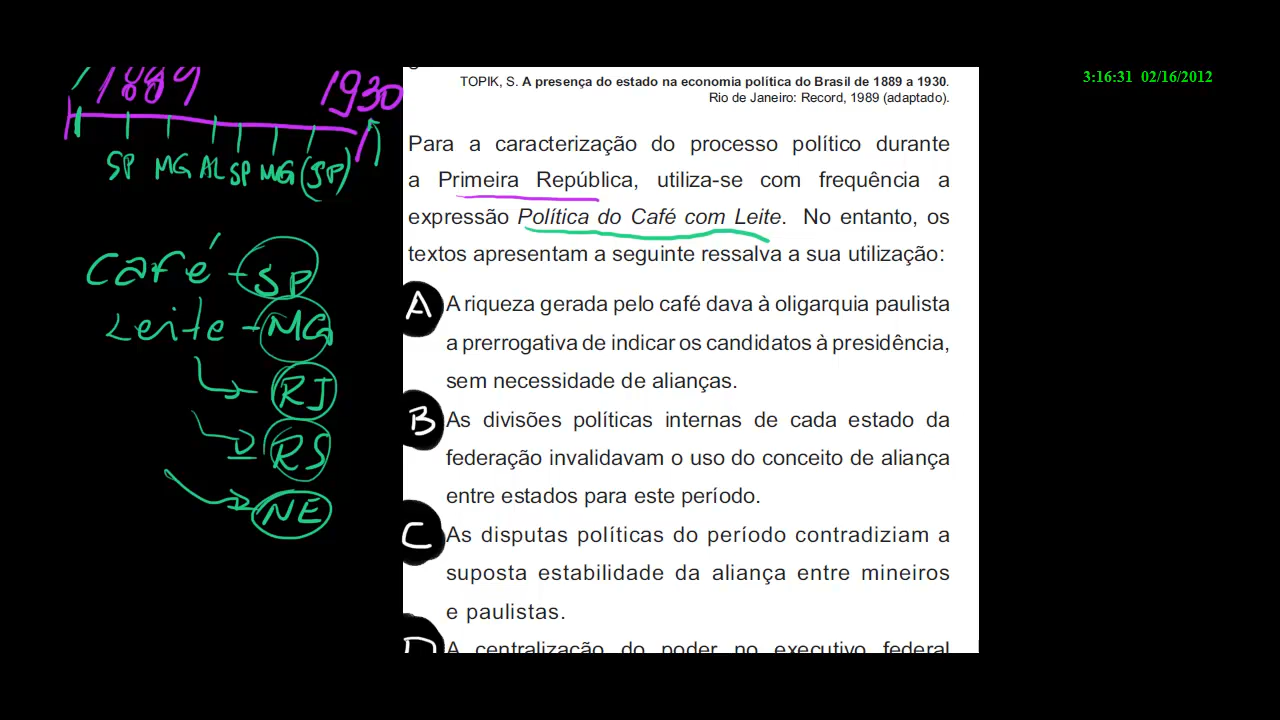 1889
1930
SP MG AL SP MG (SP)
Café - SP
Leite - MG
RJ
RS
NE
TOPIK, S. A presença do estado na economia política do Brasil de 1889 a 1930.
Rio de Janeiro: Record, 1989 (adaptado).
Para a caracterização do processo político durante
a Primeira República, utiliza-se com frequência a
expressão Política do Café com Leite. No entanto, os
textos apresentam a seguinte ressalva a sua utilização:
A A riqueza gerada pelo café dava à oligarquia paulista
a prerrogativa de indicar os candidatos à presidência,
sem necessidade de alianças.
B As divisões políticas internas de cada estado da
federação invalidavam o uso do conceito de aliança
entre estados para este período.
C As disputas políticas do período contradiziam a
suposta estabilidade da aliança entre mineiros
e paulistas.
D A centralização do poder no executivo federal
3:16:31 02/16/2012